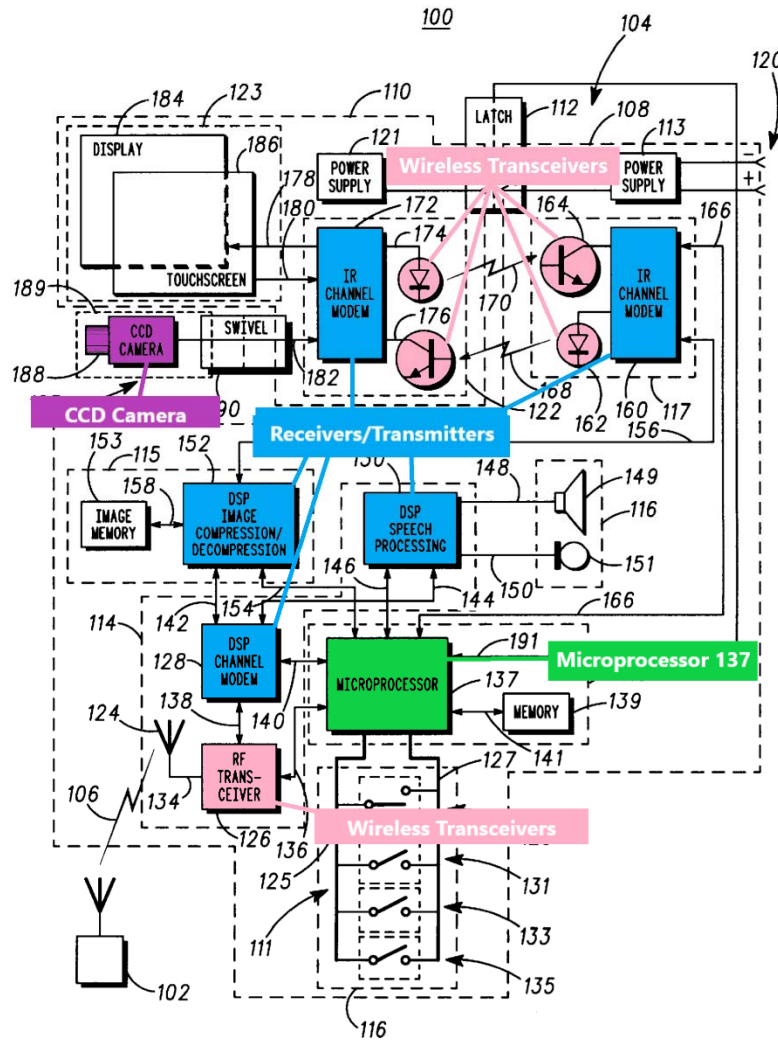 100
104
120
184
123
110
112
108
LATCH
121
113
DISPLAY
186
POWER
SUPPLY
Wireless Transceivers
POWER
SUPPLY
−
+
178
172
164
180
174
166
TOUCHSCREEN
IR
CHANNEL
MODEM
170
IR
CHANNEL
MODEM
189
CCD
CAMERA
SWIVEL
176
188
182
168
122
162
160
117
CCD Camera
90
Receivers/Transmitters
156
153
115
152
148
149
158
IMAGE
MEMORY
DSP
IMAGE
COMPRESSION/
DECOMPRESSION
DSP
SPEECH
PROCESSING
116
146
150
151
142
154
144
114
166
128
DSP
CHANNEL
MODEM
191
MICROPROCESSOR
Microprocessor 137
137
124
138
140
MEMORY
139
141
RF
TRANS-
CEIVER
127
106
134
126
Wireless Transceivers
136
125
131
111
133
135
102
116